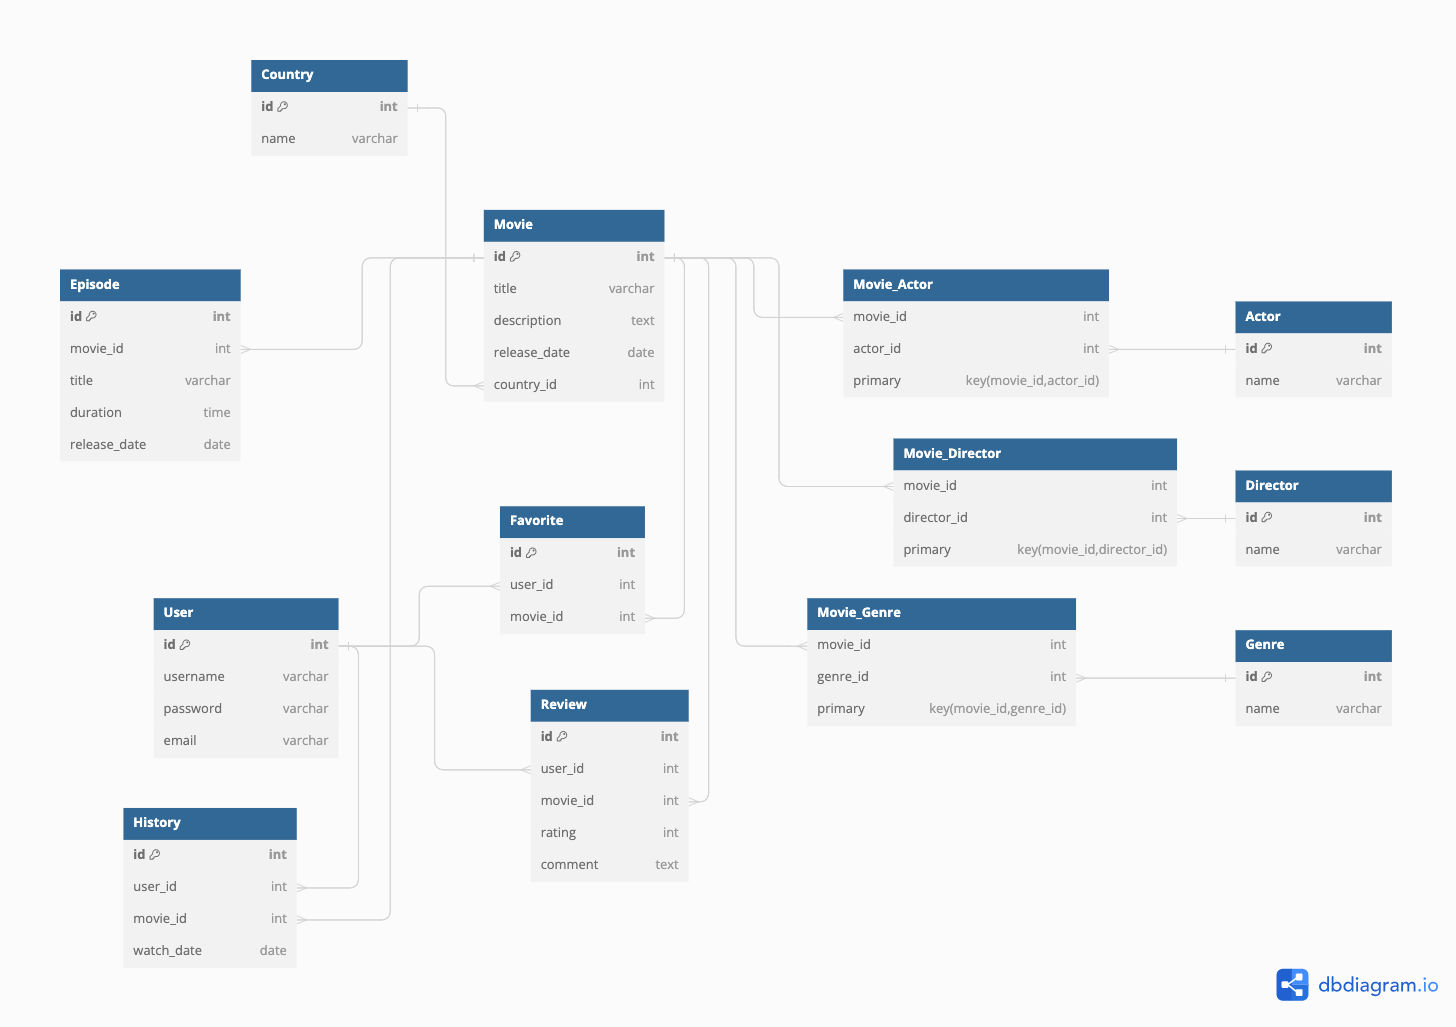 Country
id int
name varchar
Movie
id int
title varchar
description text
release_date date
country_id int
Episode
id int
movie_id int
title varchar
duration time
release_date date
Movie_Actor
movie_id int
actor_id int
primary key(movie_id,actor_id)
Actor
id int
name varchar
Movie_Director
movie_id int
director_id int
primary key(movie_id,director_id)
Director
id int
name varchar
Favorite
id int
user_id int
movie_id int
User
id int
username varchar
password varchar
email varchar
Movie_Genre
movie_id int
genre_id int
primary key(movie_id,genre_id)
Genre
id int
name varchar
Review
id int
user_id int
movie_id int
rating int
comment text
History
id int
user_id int
movie_id int
watch_date date
dbdiagram.io